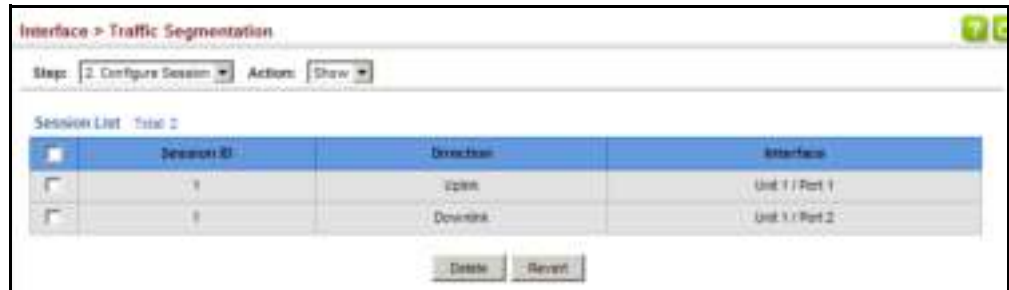 Interface > Traffic Segmentation
Step: 2. Configure Session Action: Show
Session List Total: 2
Session ID Direction Interface
1 Uplink Unit 1 / Port 1
1 Downlink Unit 1 / Port 2
Delete Revert